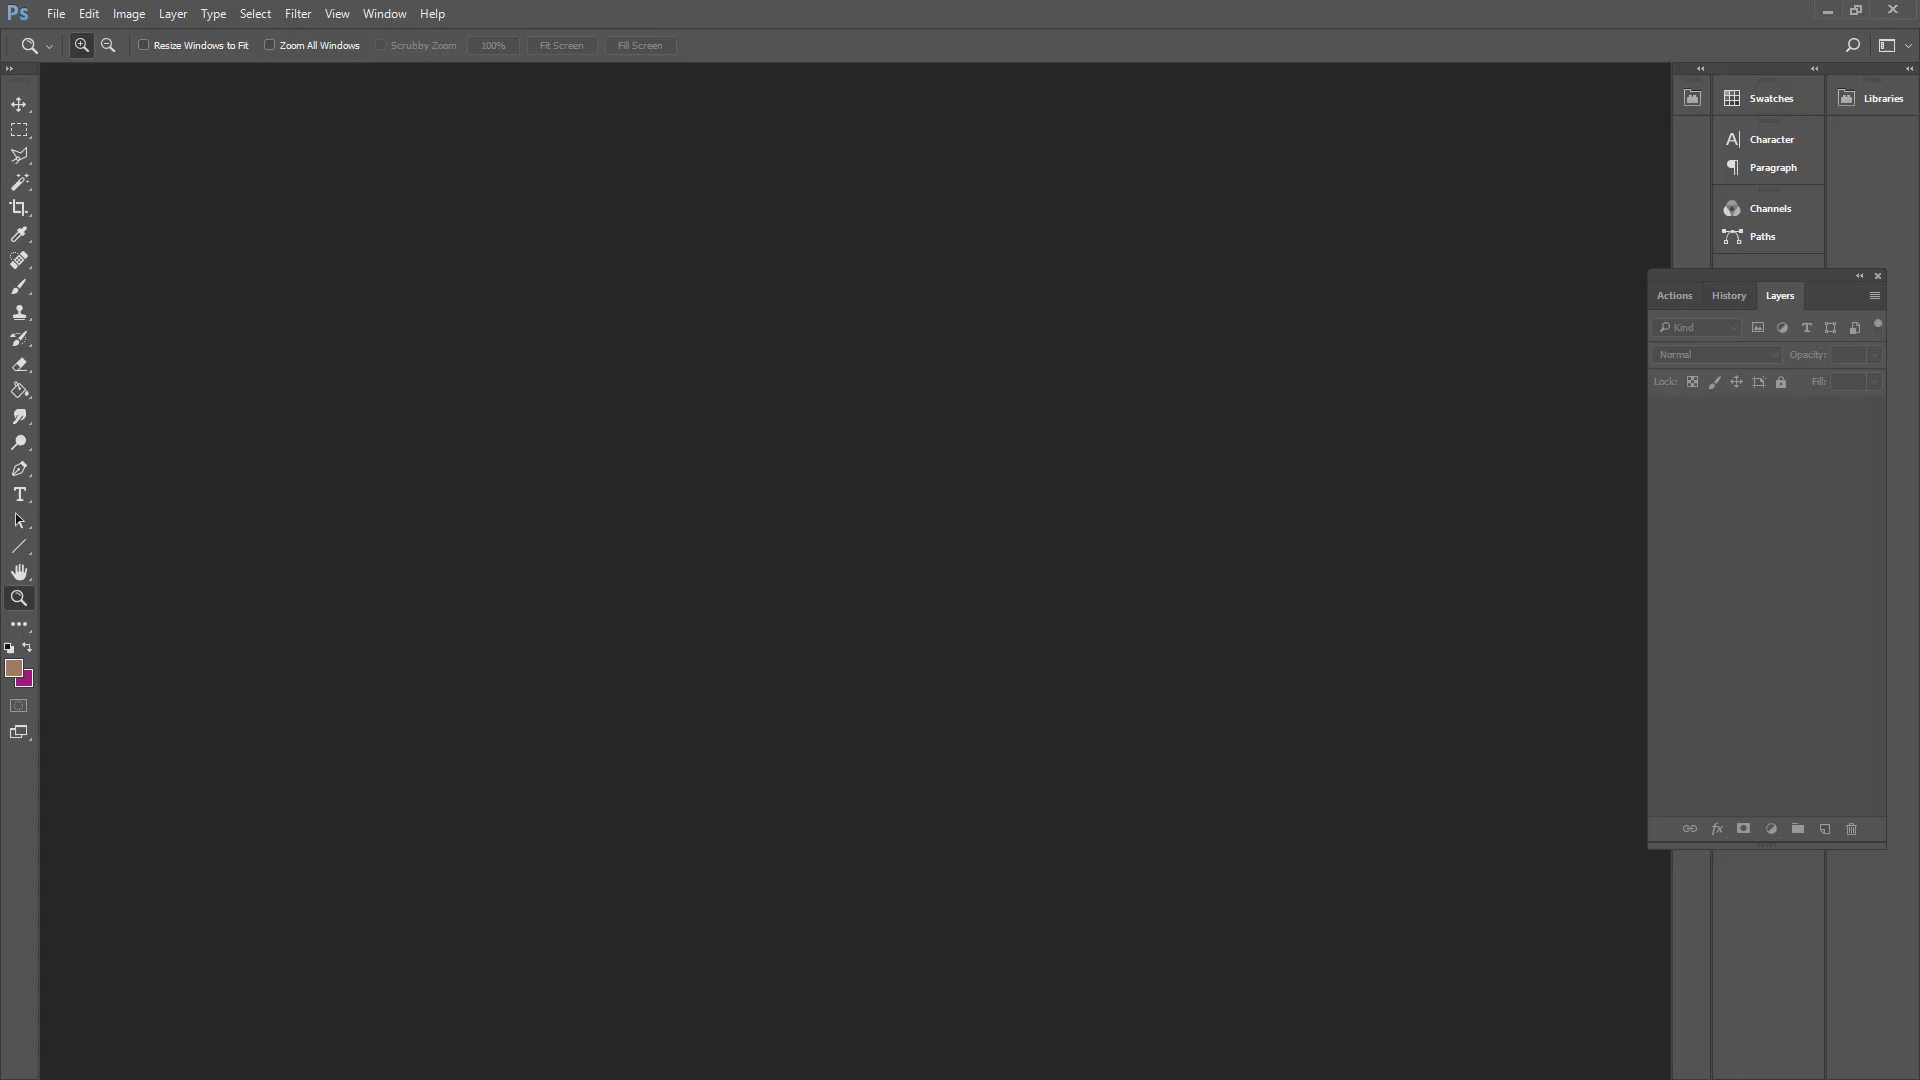 Ps File Edit Image Layer Type Select Filter View Window Help
Resize Windows to Fit Zoom All Windows Scrubby Zoom 100% Fit Screen Fill Screen
Swatches
Libraries
Character
Paragraph
Channels
Paths
Actions History Layers
Kind
Normal Opacity:
Lock: Fill:
fx